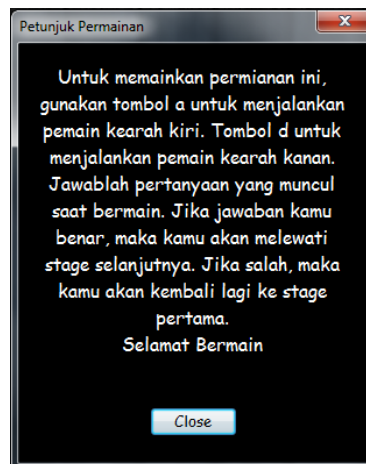 Petunjuk Permainan
Untuk memainkan permianan ini,
gunakan tombol a untuk menjalankan
pemain kearah kiri. Tombol d untuk
menjalankan pemain kearah kanan.
Jawablah pertanyaan yang muncul
saat bermain. Jika jawaban kamu
benar, maka kamu akan melewati
stage selanjutnya. Jika salah, maka
kamu akan kembali lagi ke stage
pertama.
Selamat Bermain
Close